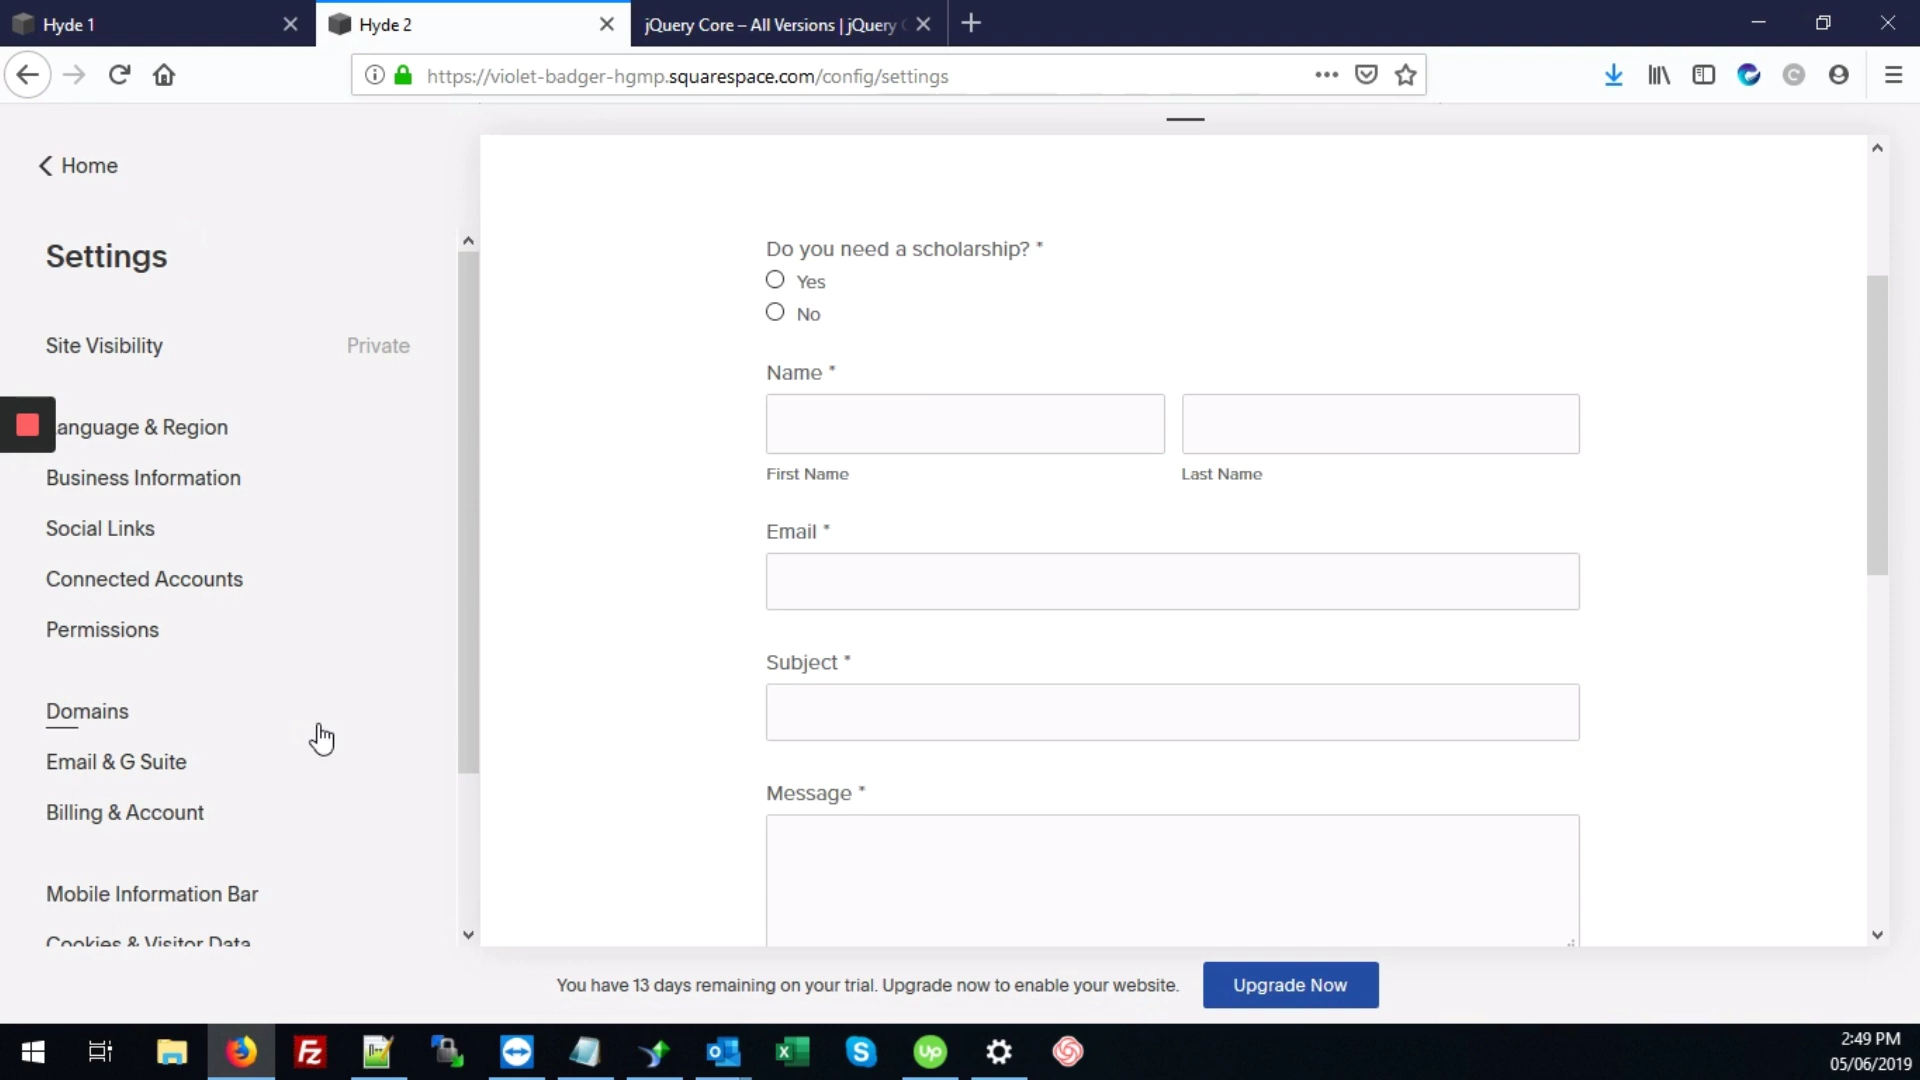 Hyde 1
Hyde 2
jQuery Core – All Versions | jQuery
https://violet-badger-hgmp.squarespace.com/config/settings
Home
Settings
Site Visibility
Private
anguage & Region
Business Information
Social Links
Connected Accounts
Permissions
Domains
Email & G Suite
Billing & Account
Mobile Information Bar
Cookies & Visitor Data
Do you need a scholarship? *
Yes
No
Name *
First Name
Last Name
Email *
Subject *
Message *
You have 13 days remaining on your trial. Upgrade now to enable your website.
Upgrade Now
2:49 PM
05/06/2019